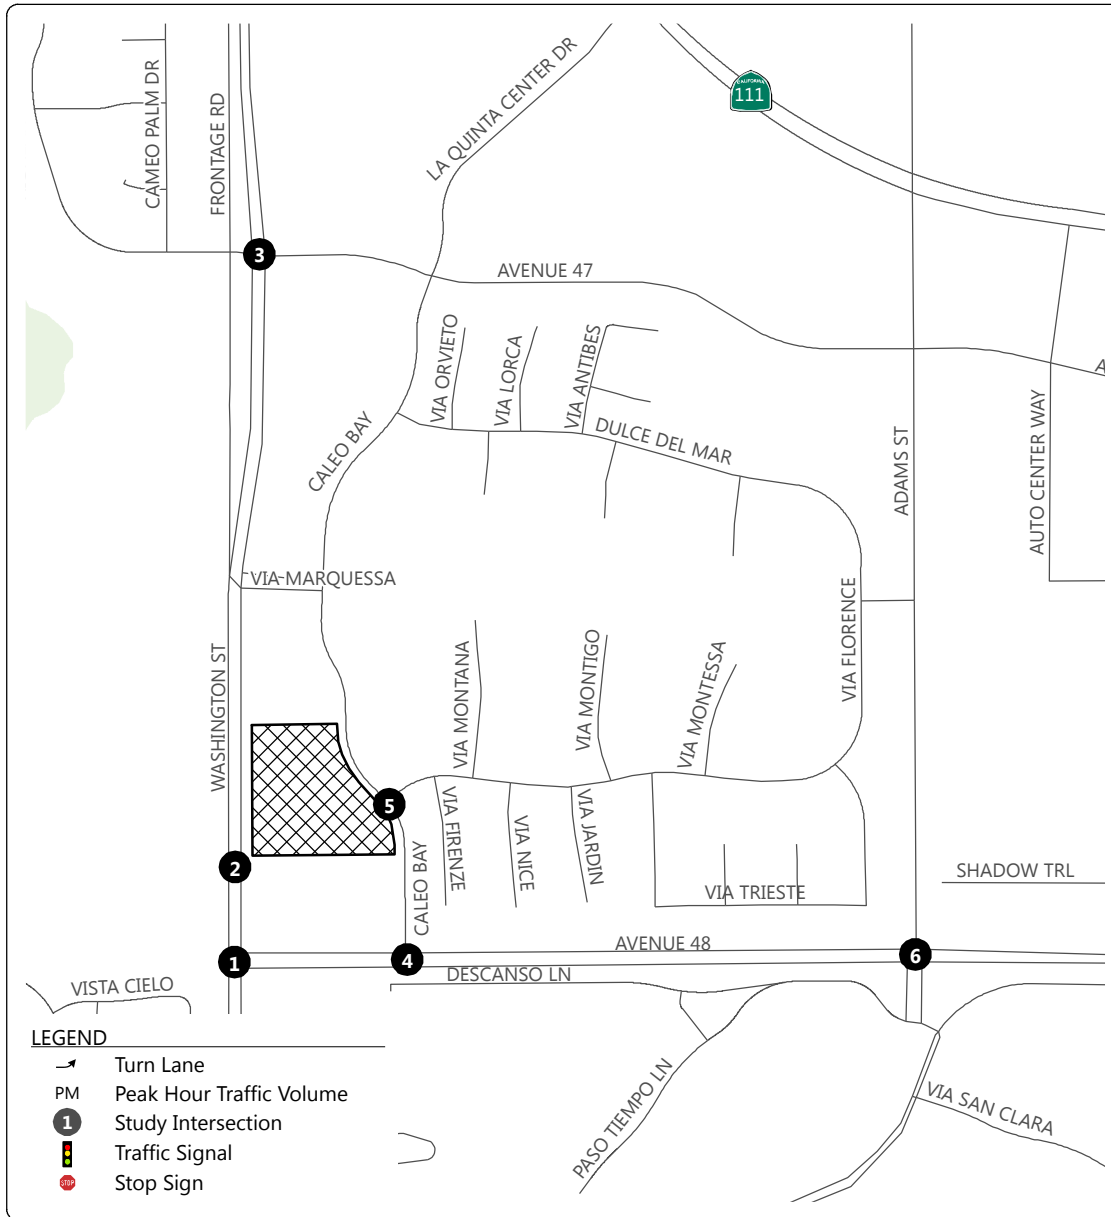 CAMEO PALM DR
FRONTAGE RD
LA QUINTA CENTER DR
CALIFORNIA
111
3
AVENUE 47
A
VIA ORVIETO
VIA LORCA
VIA ANTIBES
DULCE DEL MAR
CALEO BAY
ADAMS ST
AUTO CENTER WAY
VIA MARQUESSA
WASHINGTON ST
VIA MONTANA
VIA MONTIGO
VIA MONTESSA
VIA FLORENCE
5
VIA FIRENZE
VIA NICE
VIA JARDIN
2
CALEO BAY
VIA TRIESTE
SHADOW TRL
1
4
AVENUE 48
6
DESCANSO LN
VISTA CIELO
PASO TIEMPO LN
VIA SAN CLARA
LEGEND
Turn Lane
PM Peak Hour Traffic Volume
1 Study Intersection
Traffic Signal
STOP Stop Sign